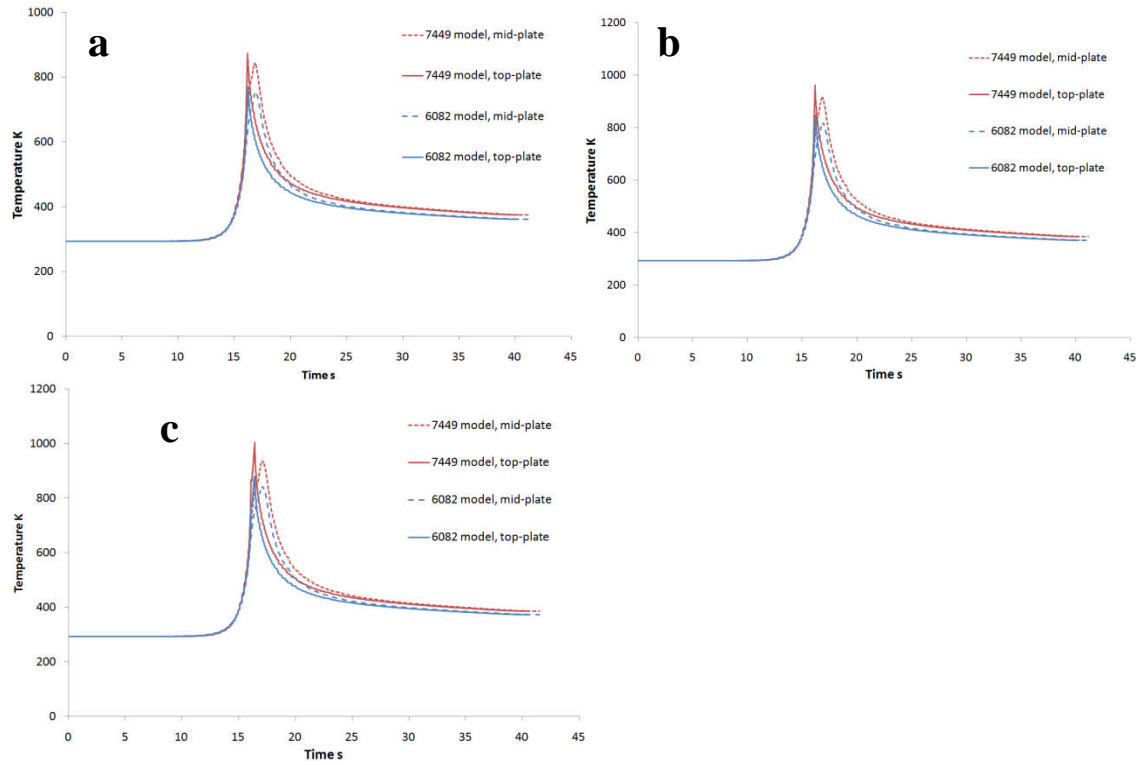 a
7449 model, mid-plate
7449 model, top-plate
6082 model, mid-plate
6082 model, top-plate
Temperature K
1000
800
600
400
200
0
0 5 10 15 20 25 30 35 40 45
Time s
b
7449 model, mid-plate
7449 model, top-plate
6082 model, mid-plate
6082 model, top-plate
Temperature K
1200
1000
800
600
400
200
0
0 5 10 15 20 25 30 35 40 45
Time s
c
7449 model, mid-plate
7449 model, top-plate
6082 model, mid-plate
6082 model, top-plate
Temperature K
1200
1000
800
600
400
200
0
0 5 10 15 20 25 30 35 40 45
Time s